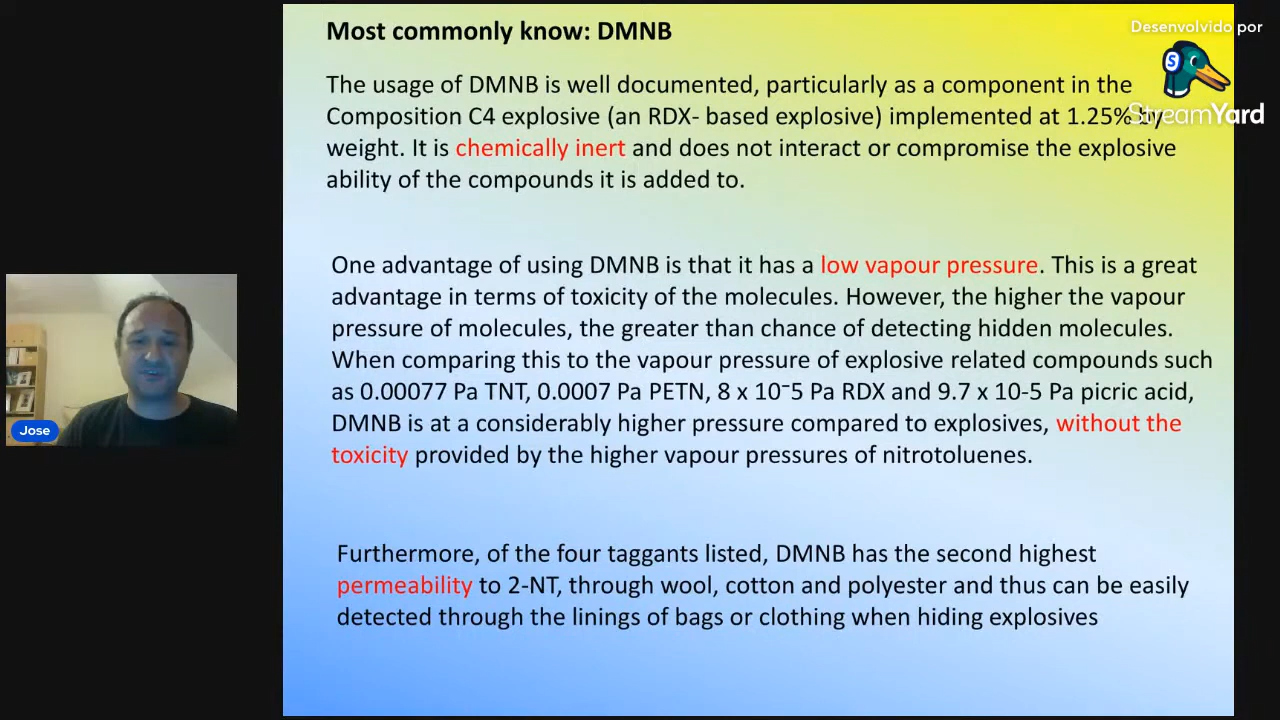 Most commonly know: DMNB
Desenvolvido por
StreamYard
The usage of DMNB is well documented, particularly as a component in the
Composition C4 explosive (an RDX- based explosive) implemented at 1.25% by
weight. It is chemically inert and does not interact or compromise the explosive
ability of the compounds it is added to.
One advantage of using DMNB is that it has a low vapour pressure. This is a great
advantage in terms of toxicity of the molecules. However, the higher the vapour
pressure of molecules, the greater than chance of detecting hidden molecules.
When comparing this to the vapour pressure of explosive related compounds such
as 0.00077 Pa TNT, 0.0007 Pa PETN, 8 x 10⁻5 Pa RDX and 9.7 x 10-5 Pa picric acid,
DMNB is at a considerably higher pressure compared to explosives, without the
toxicity provided by the higher vapour pressures of nitrotoluenes.
Jose
Furthermore, of the four taggants listed, DMNB has the second highest
permeability to 2-NT, through wool, cotton and polyester and thus can be easily
detected through the linings of bags or clothing when hiding explosives